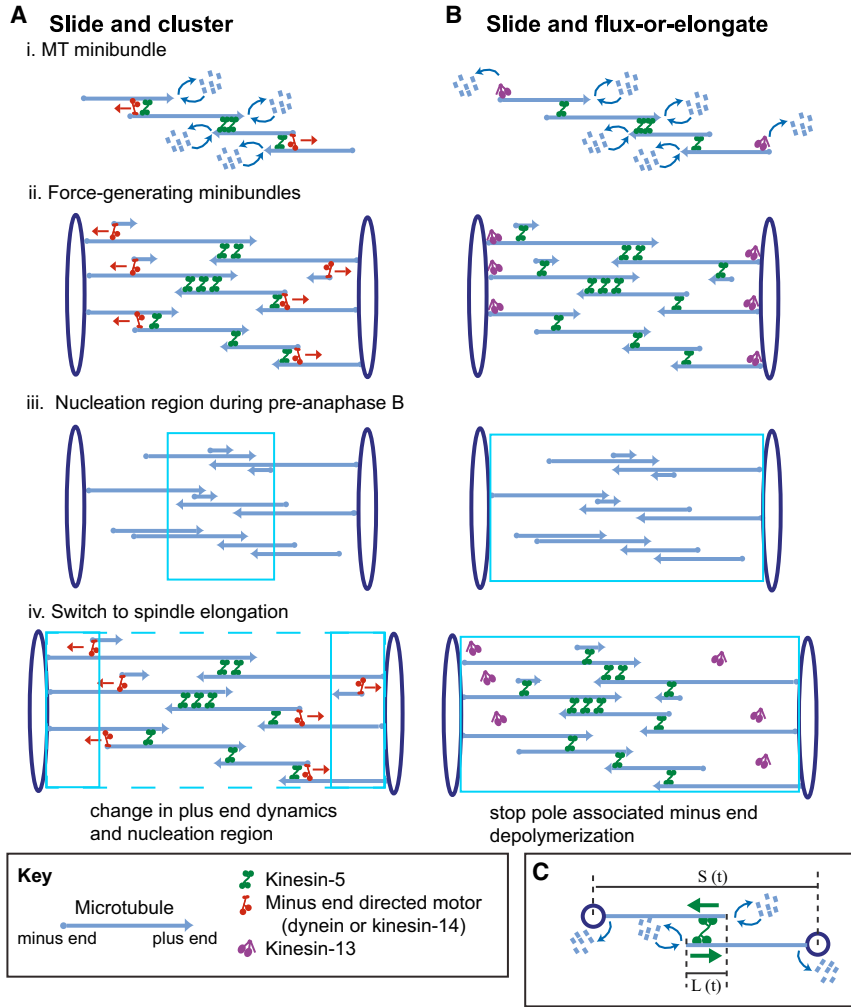 A Slide and cluster
i. MT minibundle
ii. Force-generating minibundles
iii. Nucleation region during pre-anaphase B
iv. Switch to spindle elongation
change in plus end dynamics
and nucleation region
B Slide and flux-or-elongate
stop pole associated minus end
depolymerization
Key
Microtubule
minus end plus end
Kinesin-5
Minus end directed motor
(dynein or kinesin-14)
Kinesin-13
C
S (t)
L (t)